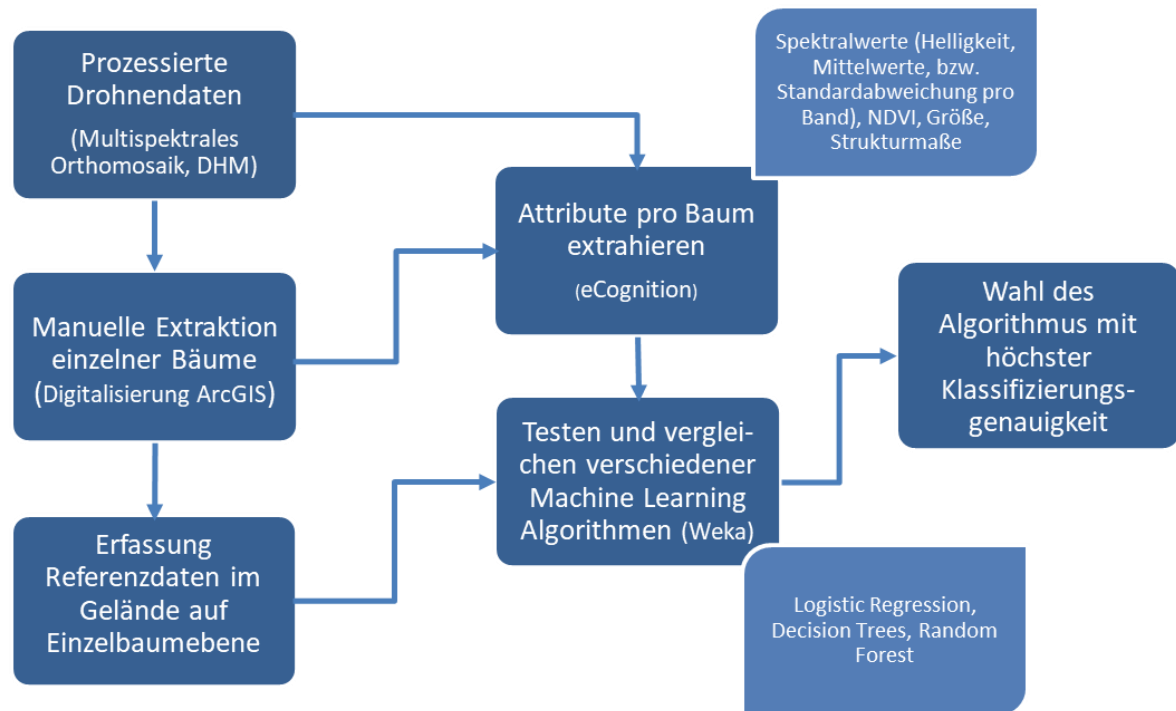 Prozessierte
Drohnendaten
(Multispektrales
Orthomosaik, DHM)
Manuelle Extraktion
einzelner Bäume
(Digitalisierung ArcGIS)
Erfassung
Referenzdaten im
Gelände auf
Einzelbaumebene
Spektralwerte (Helligkeit,
Mittelwerte, bzw.
Standardabweichung pro
Band), NDVI, Größe,
Strukturmaße
Attribute pro Baum
extrahieren
(eCognition)
Testen und verglei-
chen verschiedener
Machine Learning
Algorithmen (Weka)
Logistic Regression,
Decision Trees, Random
Forest
Wahl des
Algorithmus mit
höchster
Klassifizierungs-
genauigkeit